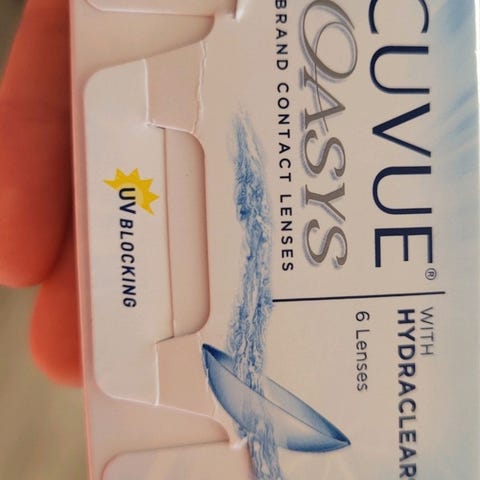 CUVUE®
OASYS
BRAND CONTACT LENSES
WITH
HYDRACLEAR
6 Lenses
UV BLOCKING